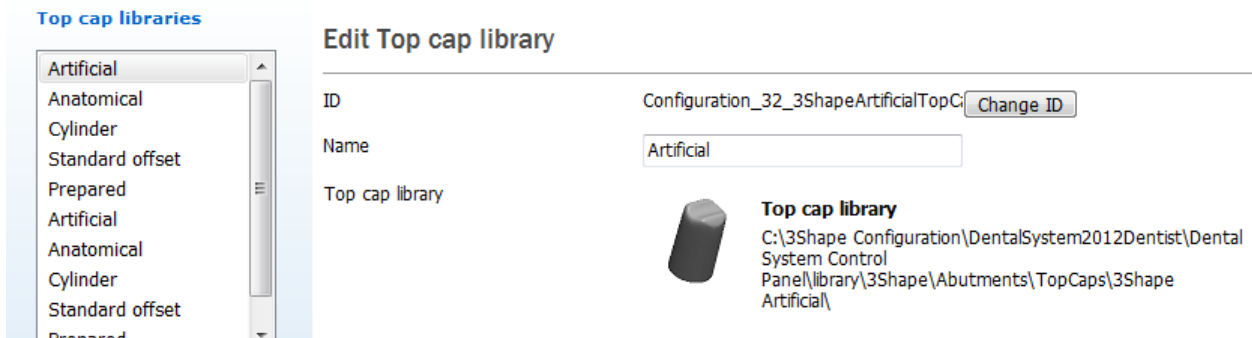 Top cap libraries
Artificial
Anatomical
Cylinder
Standard offset
Prepared
Artificial
Anatomical
Cylinder
Standard offset
Prepared
Edit Top cap library
ID
Configuration_32_3ShapeArtificialTopC
Change ID
Name
Artificial
Top cap library
Top cap library
C:\3Shape Configuration\DentalSystem2012Dentist\Dental
System Control
Panel\library\3Shape\Abutments\TopCaps\3Shape
Artificial\